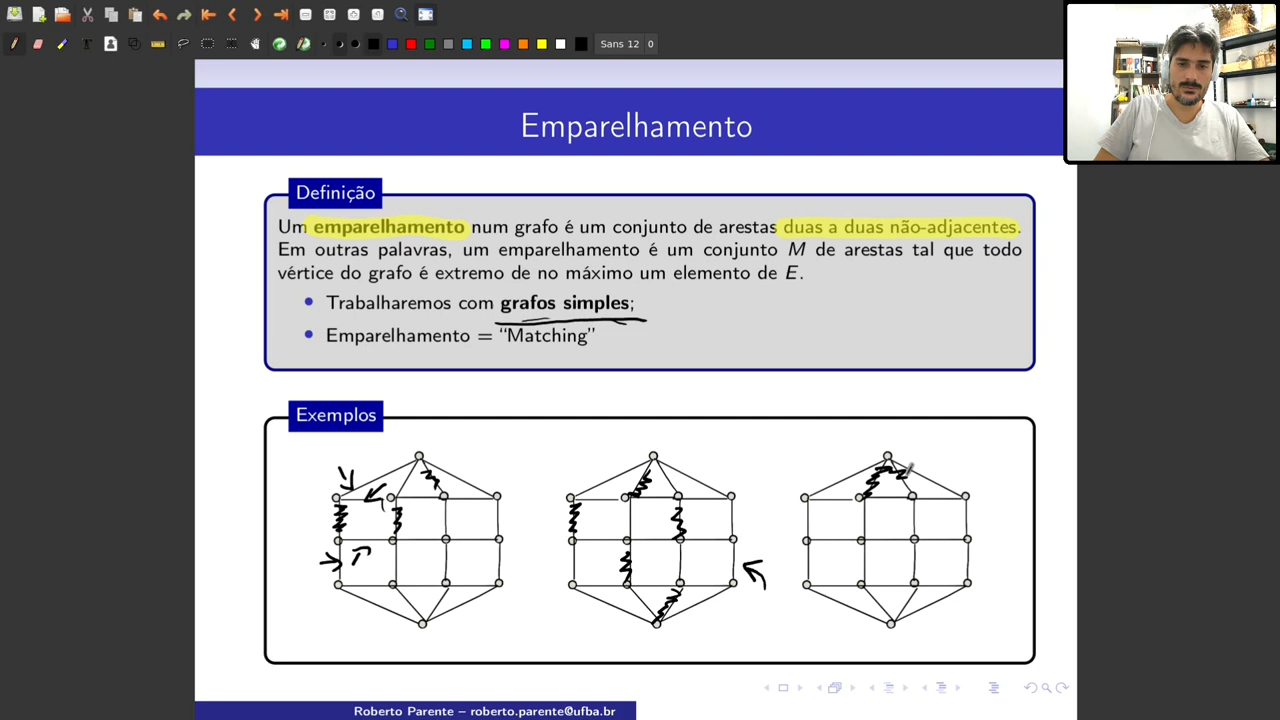 Sans 12 0
Emparelhamento
Definição
Um emparelhamento num grafo é um conjunto de arestas duas a duas não-adjacentes.
Em outras palavras, um emparelhamento é um conjunto M de arestas tal que todo
vértice do grafo é extremo de no máximo um elemento de E.
• Trabalharemos com grafos simples;
• Emparelhamento = “Matching”
Exemplos
Roberto Parente – roberto.parente@ufba.br